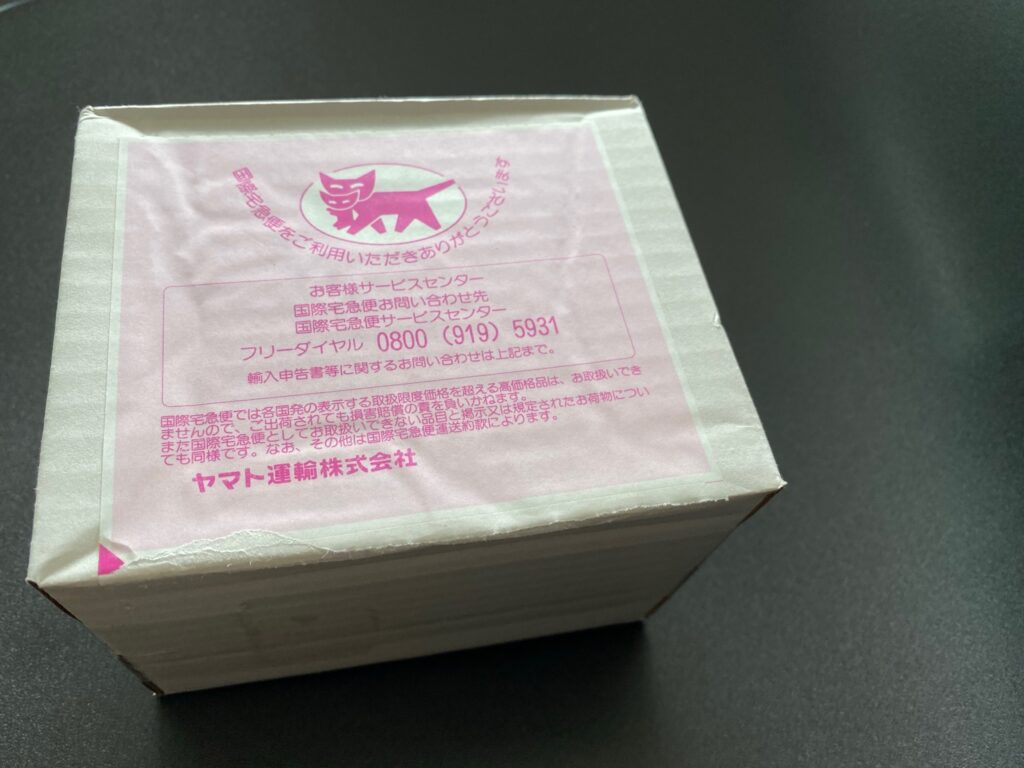 国際宅急便をご利用いただきありがとうございます
お客様サービスセンター
国際宅急便お問い合わせ先
国際宅急便サービスセンター
フリーダイヤル 0800（919）5931
輸入申告書等に関するお問い合わせは上記まで。
国際宅急便では各国発の表示する取扱限度価格を超える高価格品は、お取扱いでき
ませんので、ご出荷されても損害賠償の責を負いかねます。
また国際宅急便としてお取扱いできない品目と掲示又は規定されたお荷物につい
ても同様です。なお、その他は国際宅急便運送約款によります。
ヤマト運輸株式会社